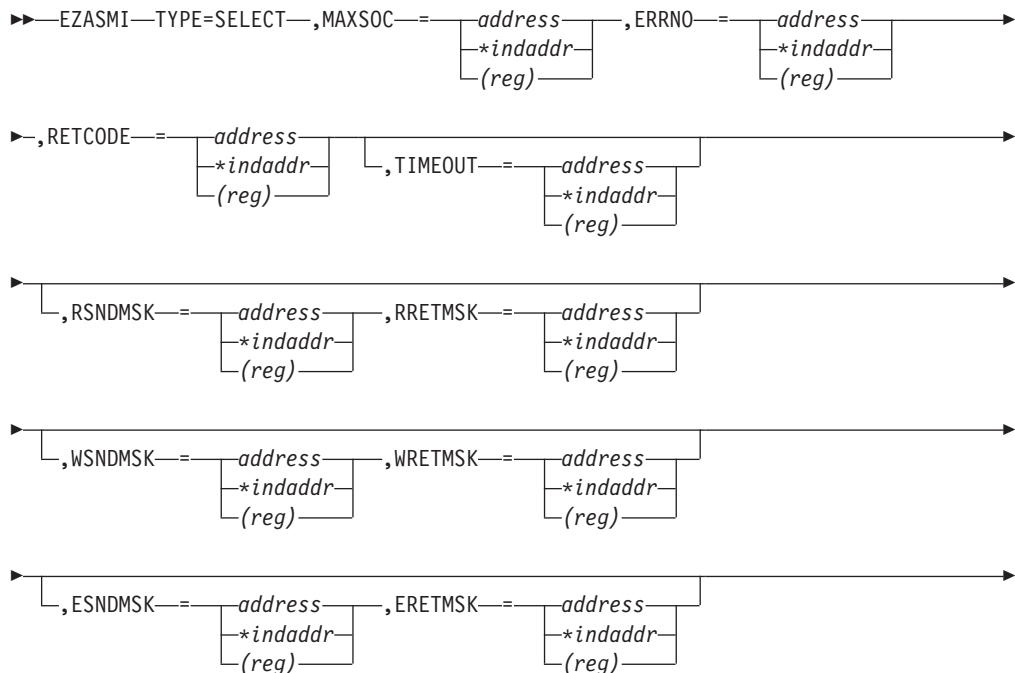 EZASMI TYPE=SELECT ,MAXSOC = address ,ERRNO = address
*indaddr *indaddr
(reg) (reg)
,RETCODE = address
*indaddr ,TIMEOUT = address
(reg) *indaddr
(reg)
,RSNDMSK = address ,RRETMSK = address
*indaddr *indaddr
(reg) (reg)
,WSNDMSK = address ,WRETMSK = address
*indaddr *indaddr
(reg) (reg)
,ESNDMSK = address ,ERETMSK = address
*indaddr *indaddr
(reg) (reg)